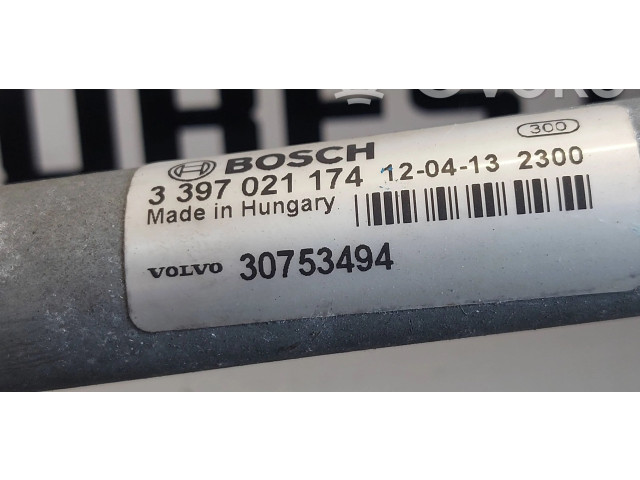 300
BOSCH
3 397 021 174 12-04-13 2300
Made in Hungary
VOLVO 30753494